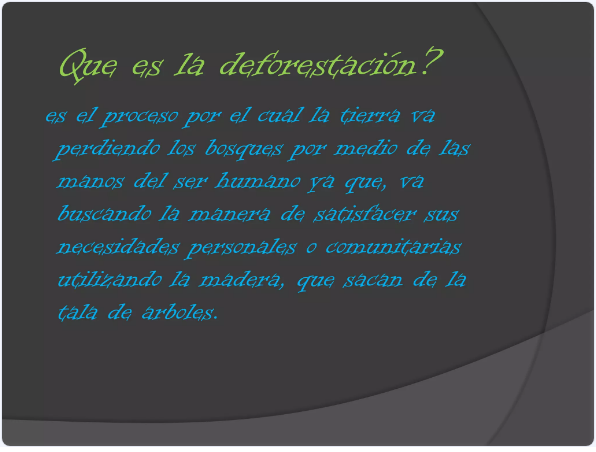 Que es la deforestación?
es el proceso por el cual la tierra va
perdiendo los bosques por medio de las
manos del ser humano ya que, va
buscando la manera de satisfacer sus
necesidades personales o comunitarias
utilizando la madera, que sacan de la
tala de arboles.